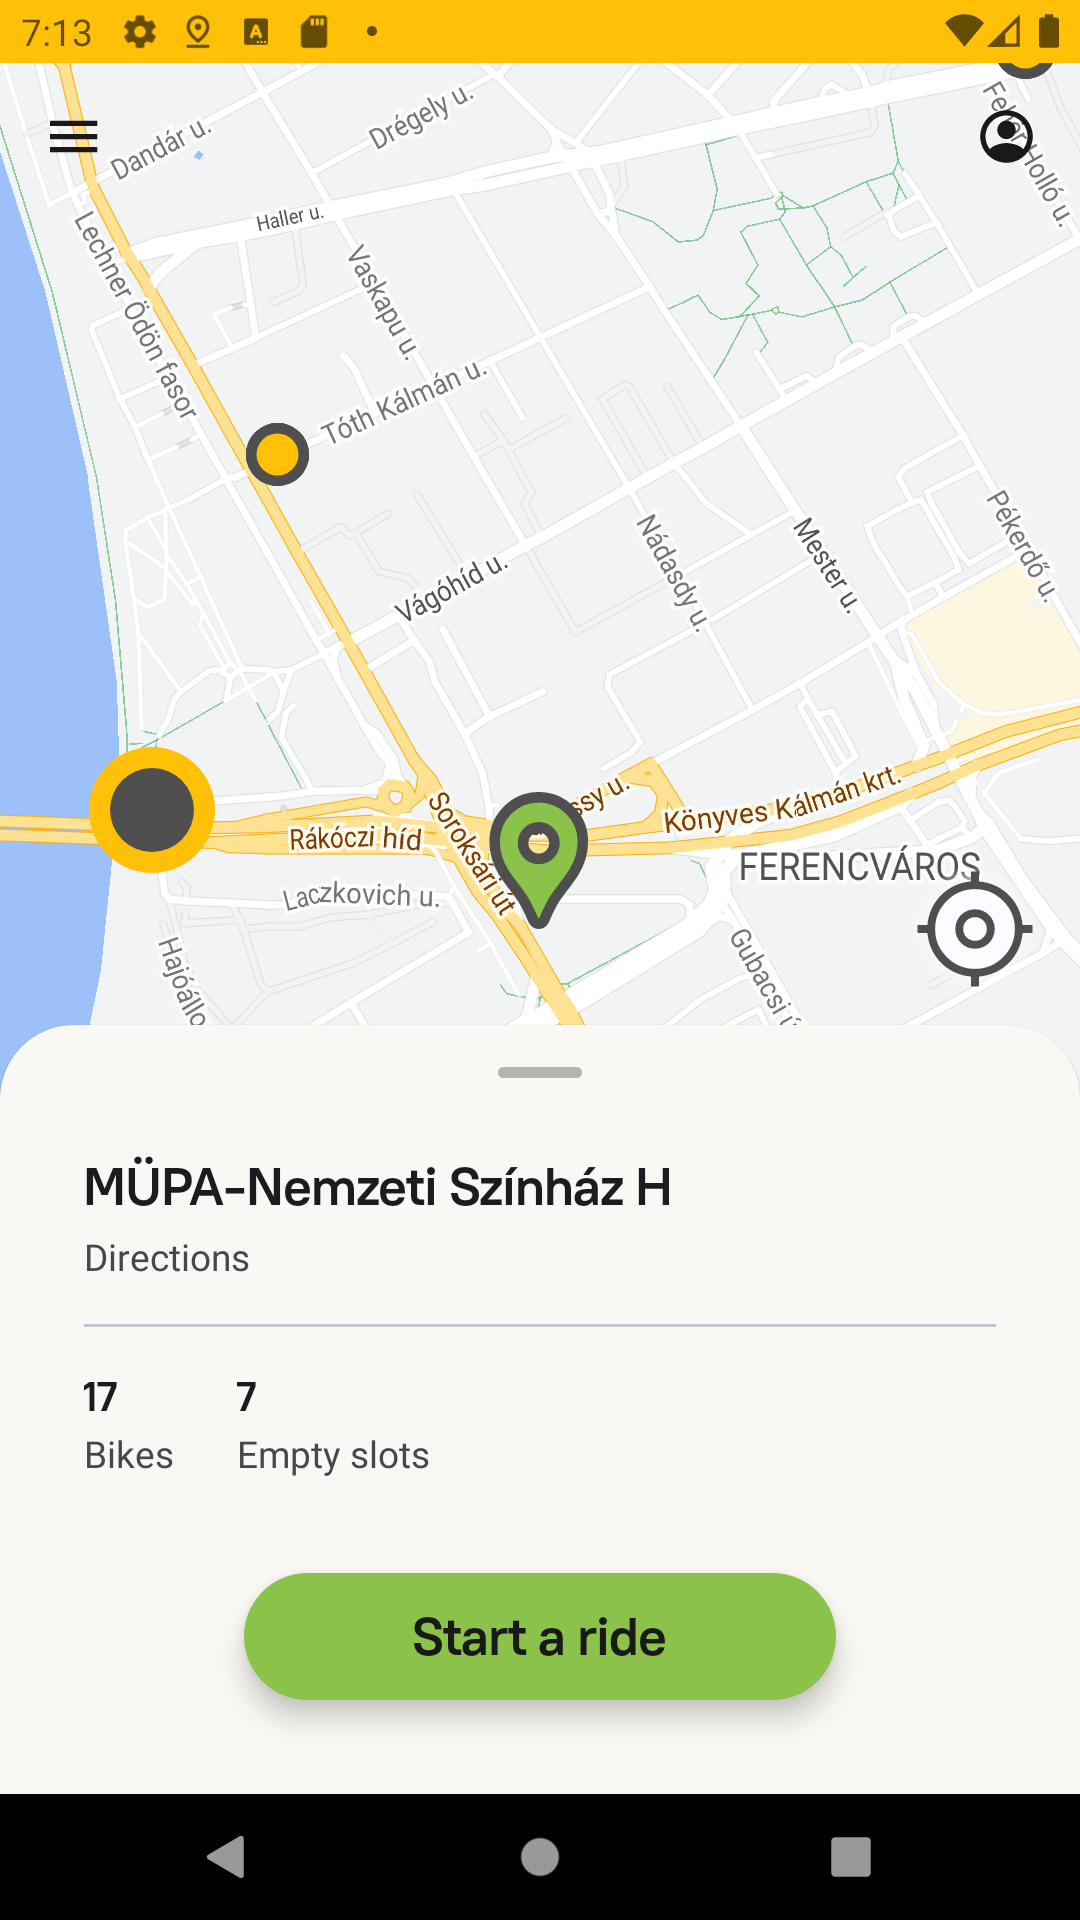 7:13
Drégely u.
Dandár u.
Fehér Holló u.
Haller u.
Lechner Ödön fasor
Vaskapu u.
Tóth Kálmán u.
Pékerdő u.
Nádasdy u.
Mester u.
Vágóhíd u.
ssy u.
Könyves Kálmán krt.
Soroksári út
Rákóczi híd
FERENCVÁROS
Laczkovich u.
Gubacsi ú
Hajóállo
MÜPA-Nemzeti Színház H
Directions
17
7
Bikes
Empty slots
Start a ride